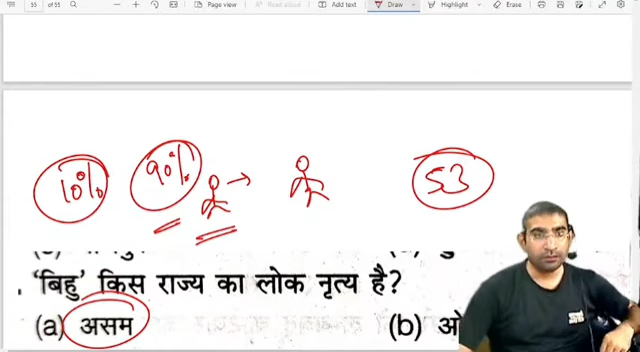 55 of 55 Page view Read aloud Add text Draw Highlight Erase
10% 90% 53
'बिहु' किस राज्य का लोक नृत्य है?
(a) असम (b)